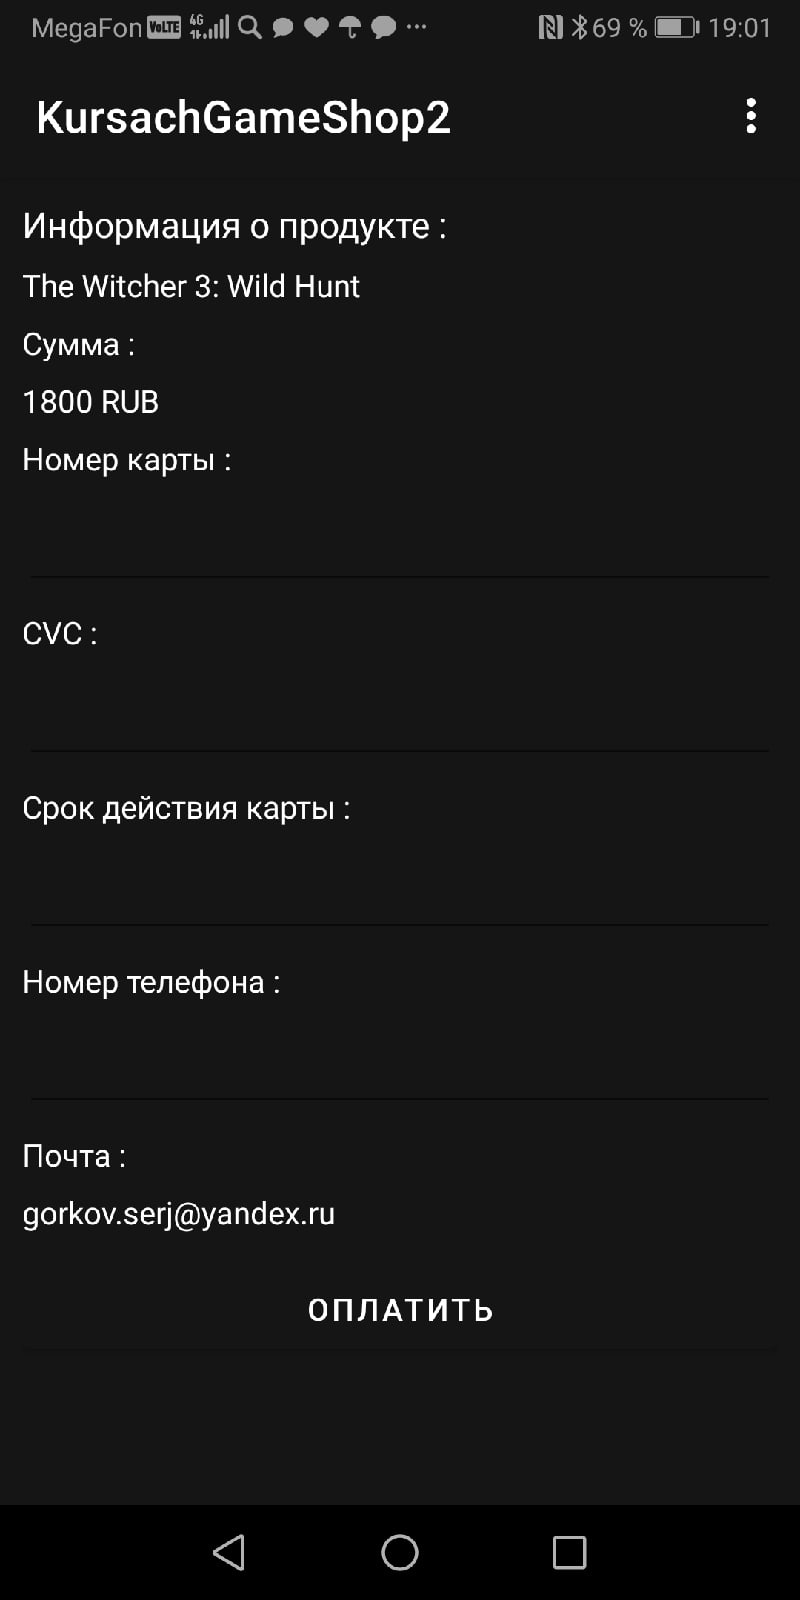 MegaFon VoLTE 4G 69 % 19:01
KursachGameShop2
Информация о продукте :
The Witcher 3: Wild Hunt
Сумма :
1800 RUB
Номер карты :
CVC :
Срок действия карты :
Номер телефона :
Почта :
gorkov.serj@yandex.ru
ОПЛАТИТЬ